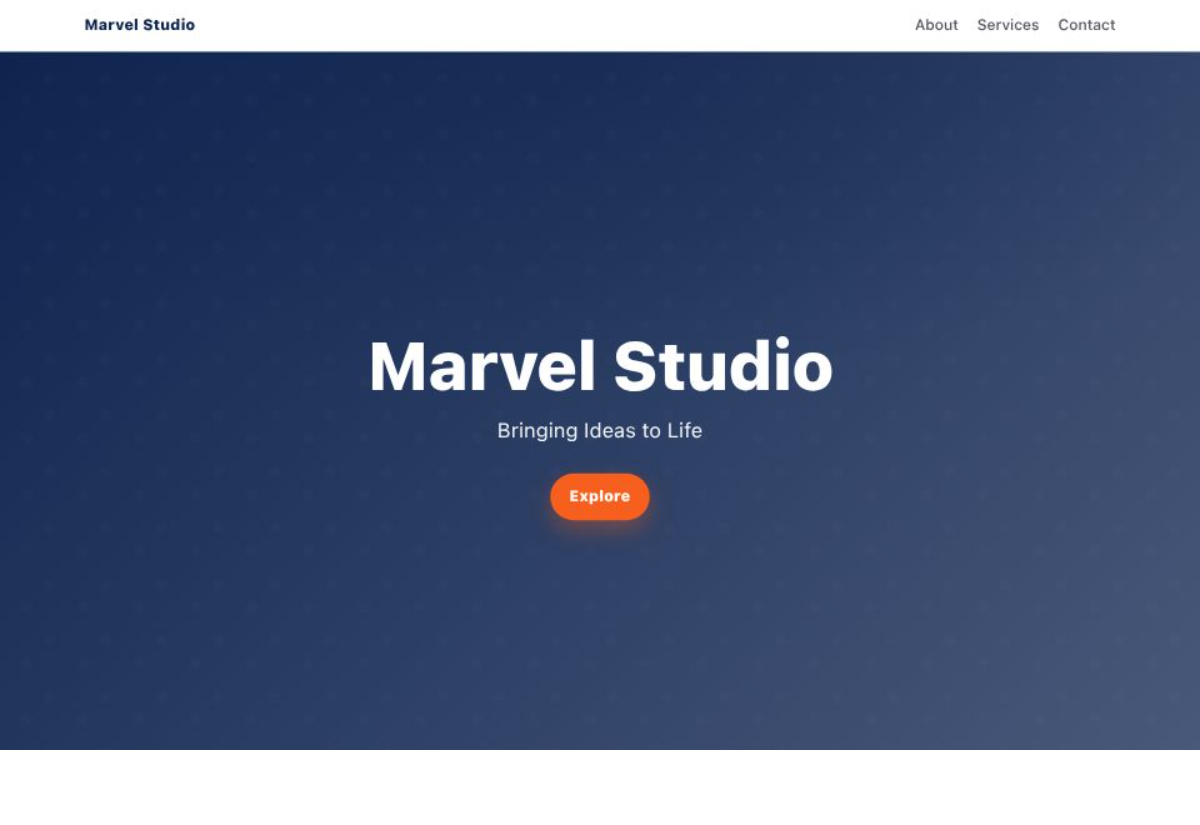 Marvel Studio
About Services Contact
Marvel Studio
Bringing Ideas to Life
Explore